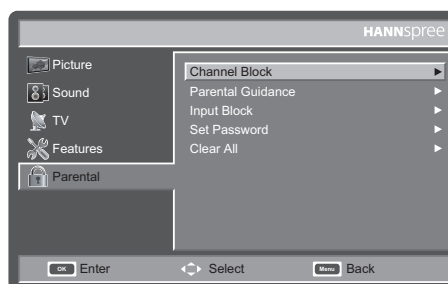 HANNspree
Picture
Sound
TV
Features
Parental
Channel Block
Parental Guidance
Input Block
Set Password
Clear All
OK Enter
Select
Menu Back